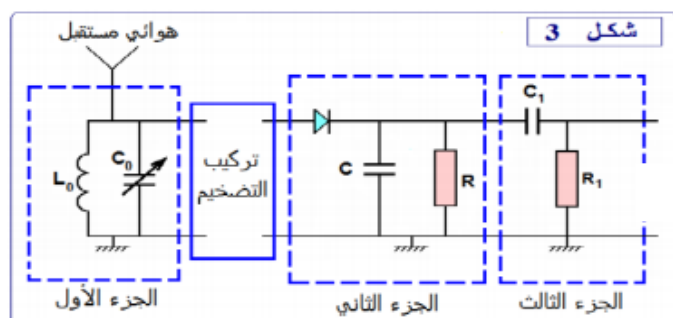 شكل 3
هوائي مستقبل
L₀
C₀
تركيب
التضخيم
C
R
C₁
R₁
الجزء الأول
الجزء الثاني
الجزء الثالث